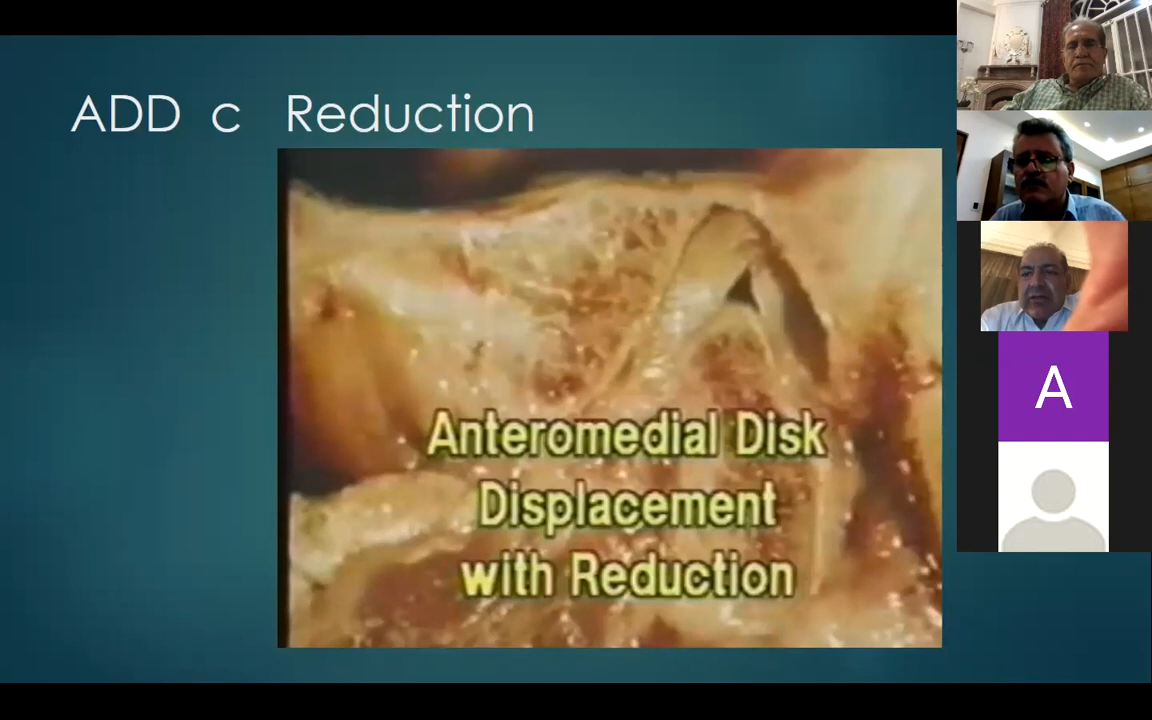 ADD c Reduction
Anteromedial Disk
Displacement
with Reduction
A